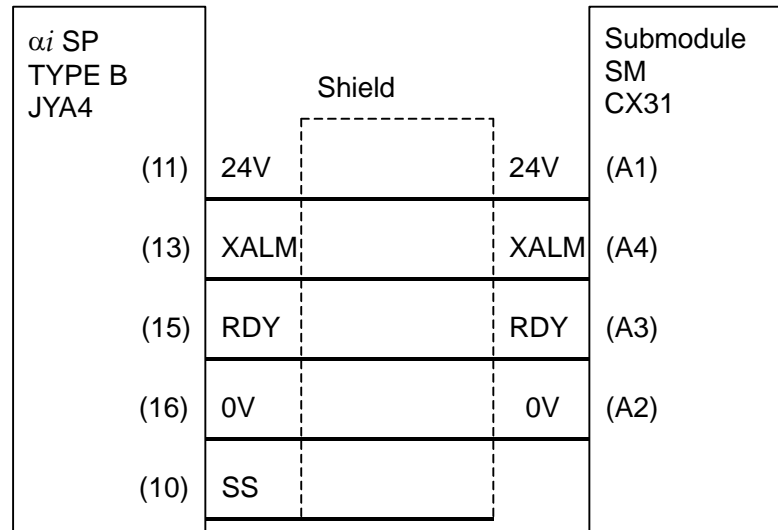 αi SP
TYPE B
JYA4
Submodule
SM
CX31
Shield
(11) 24V 24V (A1)
(13) XALM XALM (A4)
(15) RDY RDY (A3)
(16) 0V 0V (A2)
(10) SS